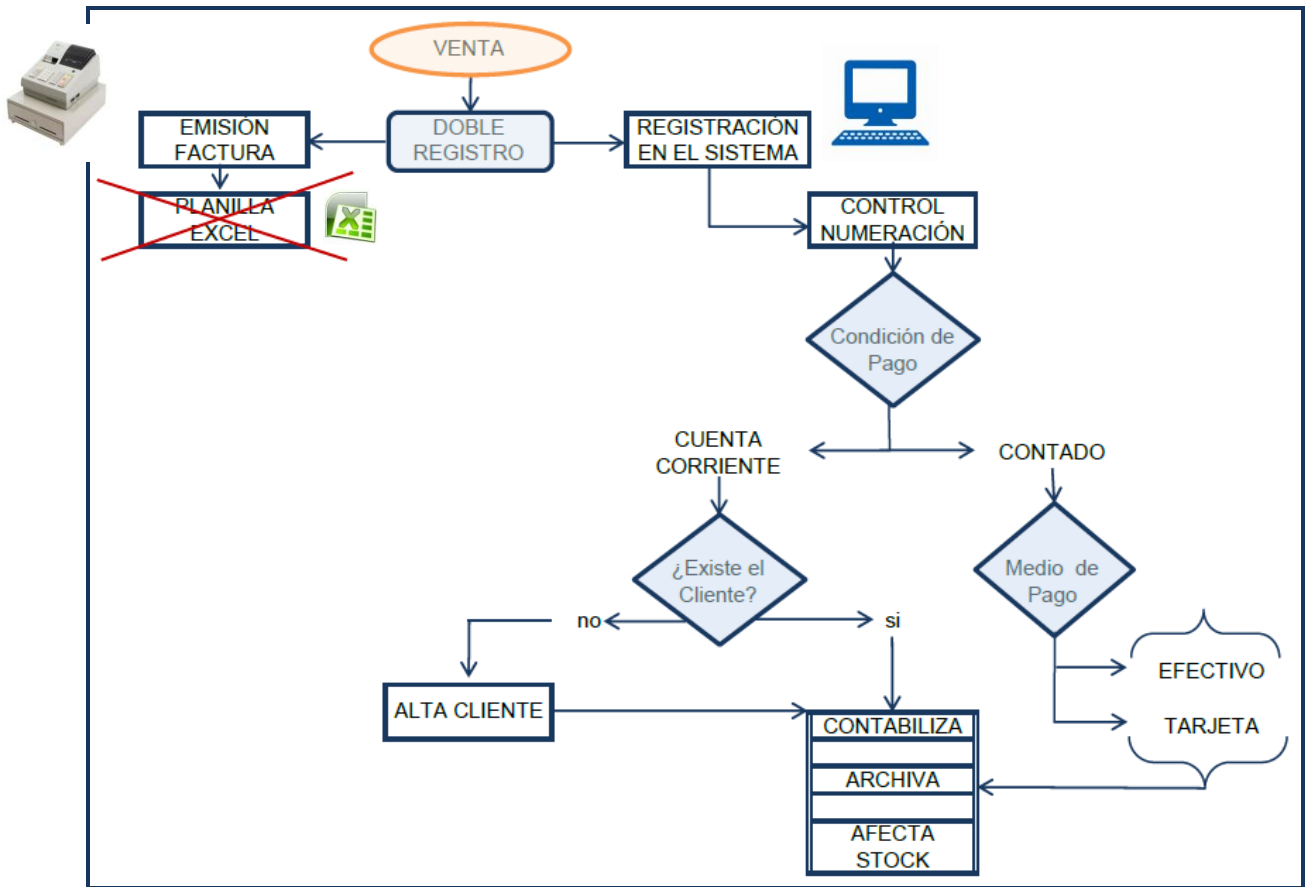 VENTA
EMISIÓN
FACTURA
DOBLE
REGISTRO
REGISTRACIÓN
EN EL SISTEMA
PLANILLA
EXCEL
CONTROL
NUMERACIÓN
Condición de
Pago
CUENTA
CORRIENTE
CONTADO
¿Existe el
Cliente?
Medio de
Pago
no
si
EFECTIVO
ALTA CLIENTE
CONTABILIZA
TARJETA
ARCHIVA
AFECTA
STOCK